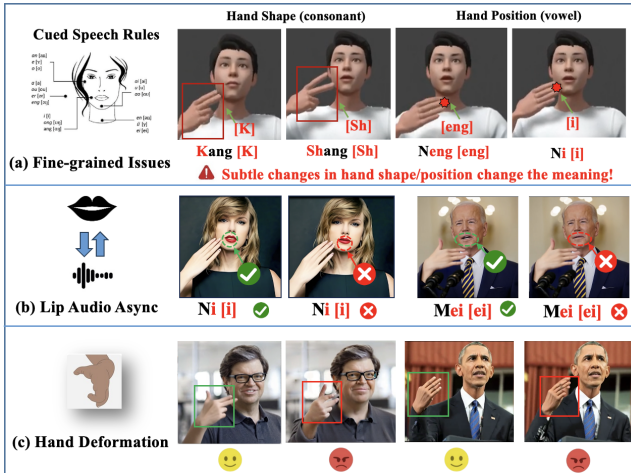 Hand Shape (consonant)
Hand Position (vowel)
Cued Speech Rules
[K]
[Sh]
[eng]
[i]
Kang [K]
Shang [Sh]
Neng [eng]
Ni [i]
(a) Fine-grained Issues
Subtle changes in hand shape/position change the meaning!
(b) Lip Audio Async
Ni [i]
Ni [i]
Mei [ei]
Mei [ei]
(c) Hand Deformation